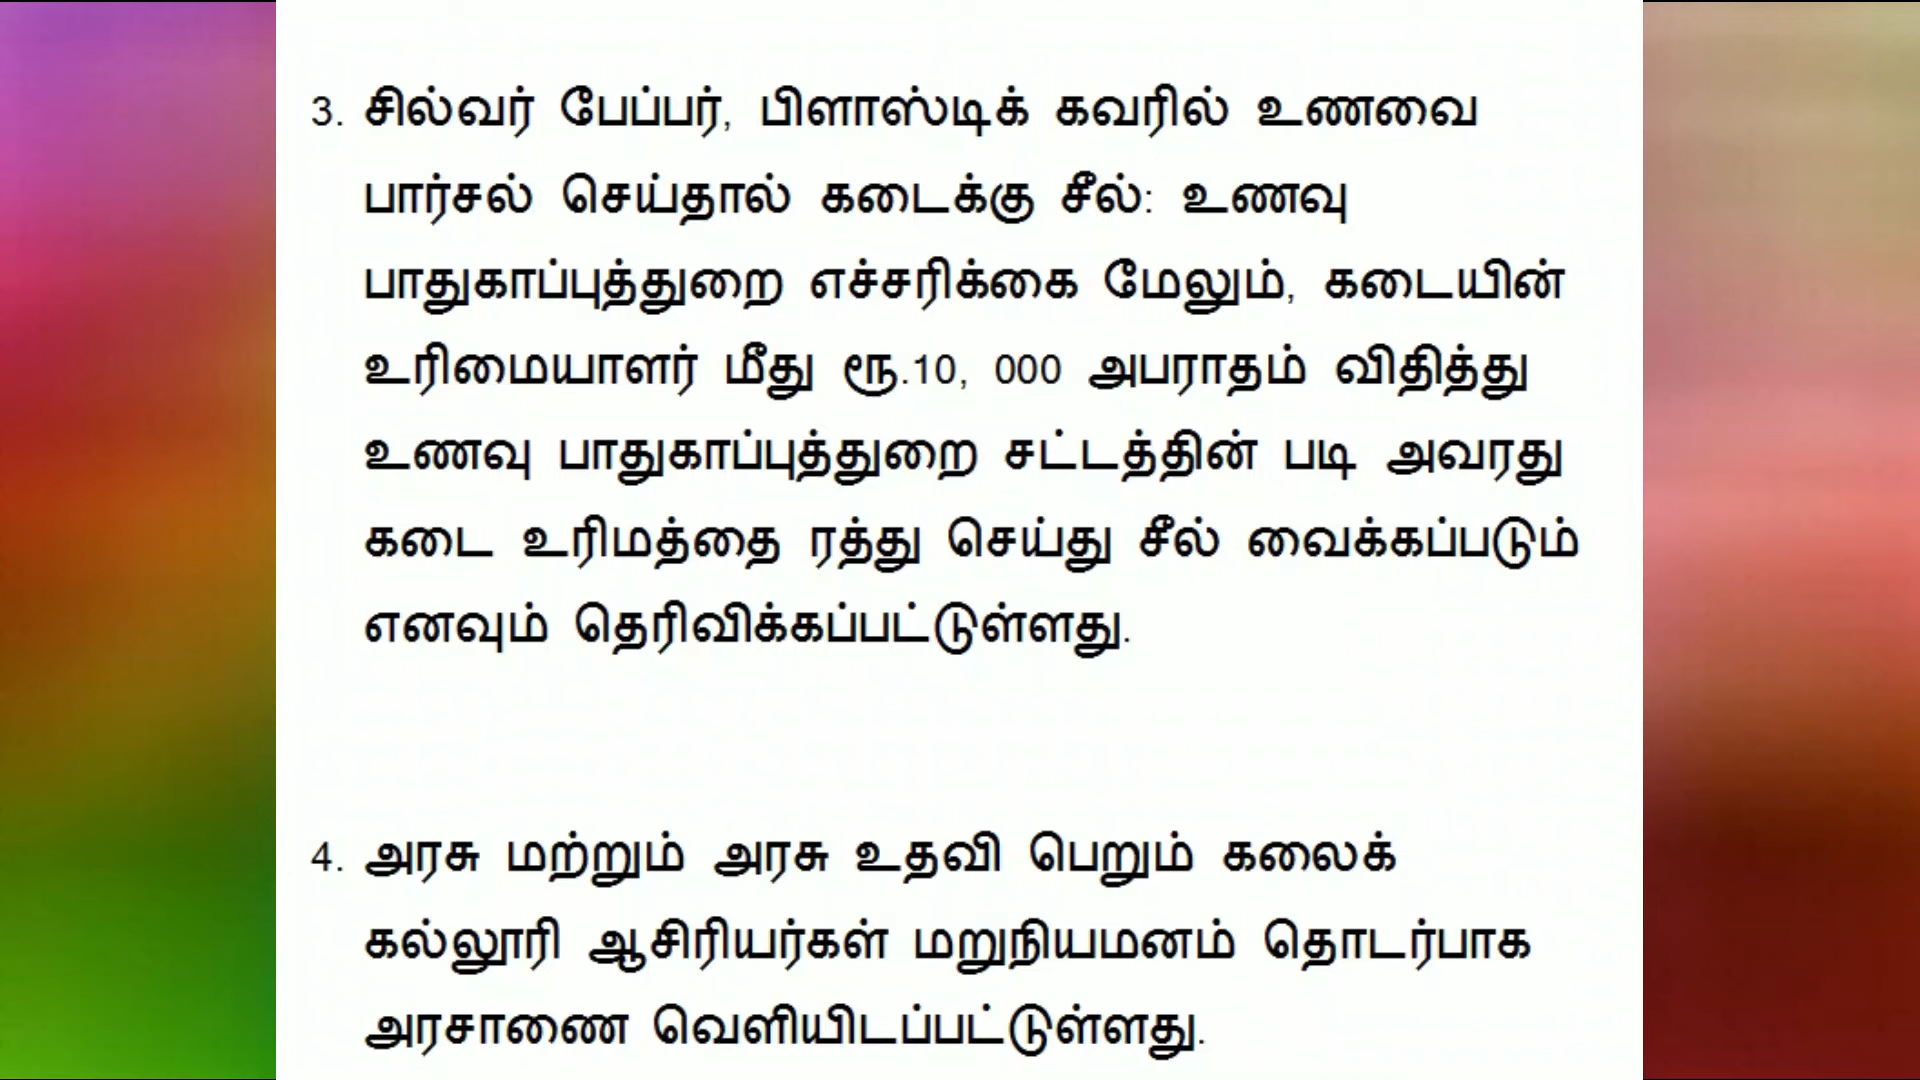 3. சில்வர் பேப்பர், பிளாஸ்டிக் கவரில் உணவை
பார்சல் செய்தால் கடைக்கு சீல்: உணவு
பாதுகாப்புத்துறை எச்சரிக்கை மேலும், கடையின்
உரிமையாளர் மீது ரூ.10, 000 அபராதம் விதித்து
உணவு பாதுகாப்புத்துறை சட்டத்தின் படி அவரது
கடை உரிமத்தை ரத்து செய்து சீல் வைக்கப்படும்
எனவும் தெரிவிக்கப்பட்டுள்ளது.
4. அரசு மற்றும் அரசு உதவி பெறும் கலைக்
கல்லூரி ஆசிரியர்கள் மறுநியமனம் தொடர்பாக
அரசாணை வெளியிடப்பட்டுள்ளது.